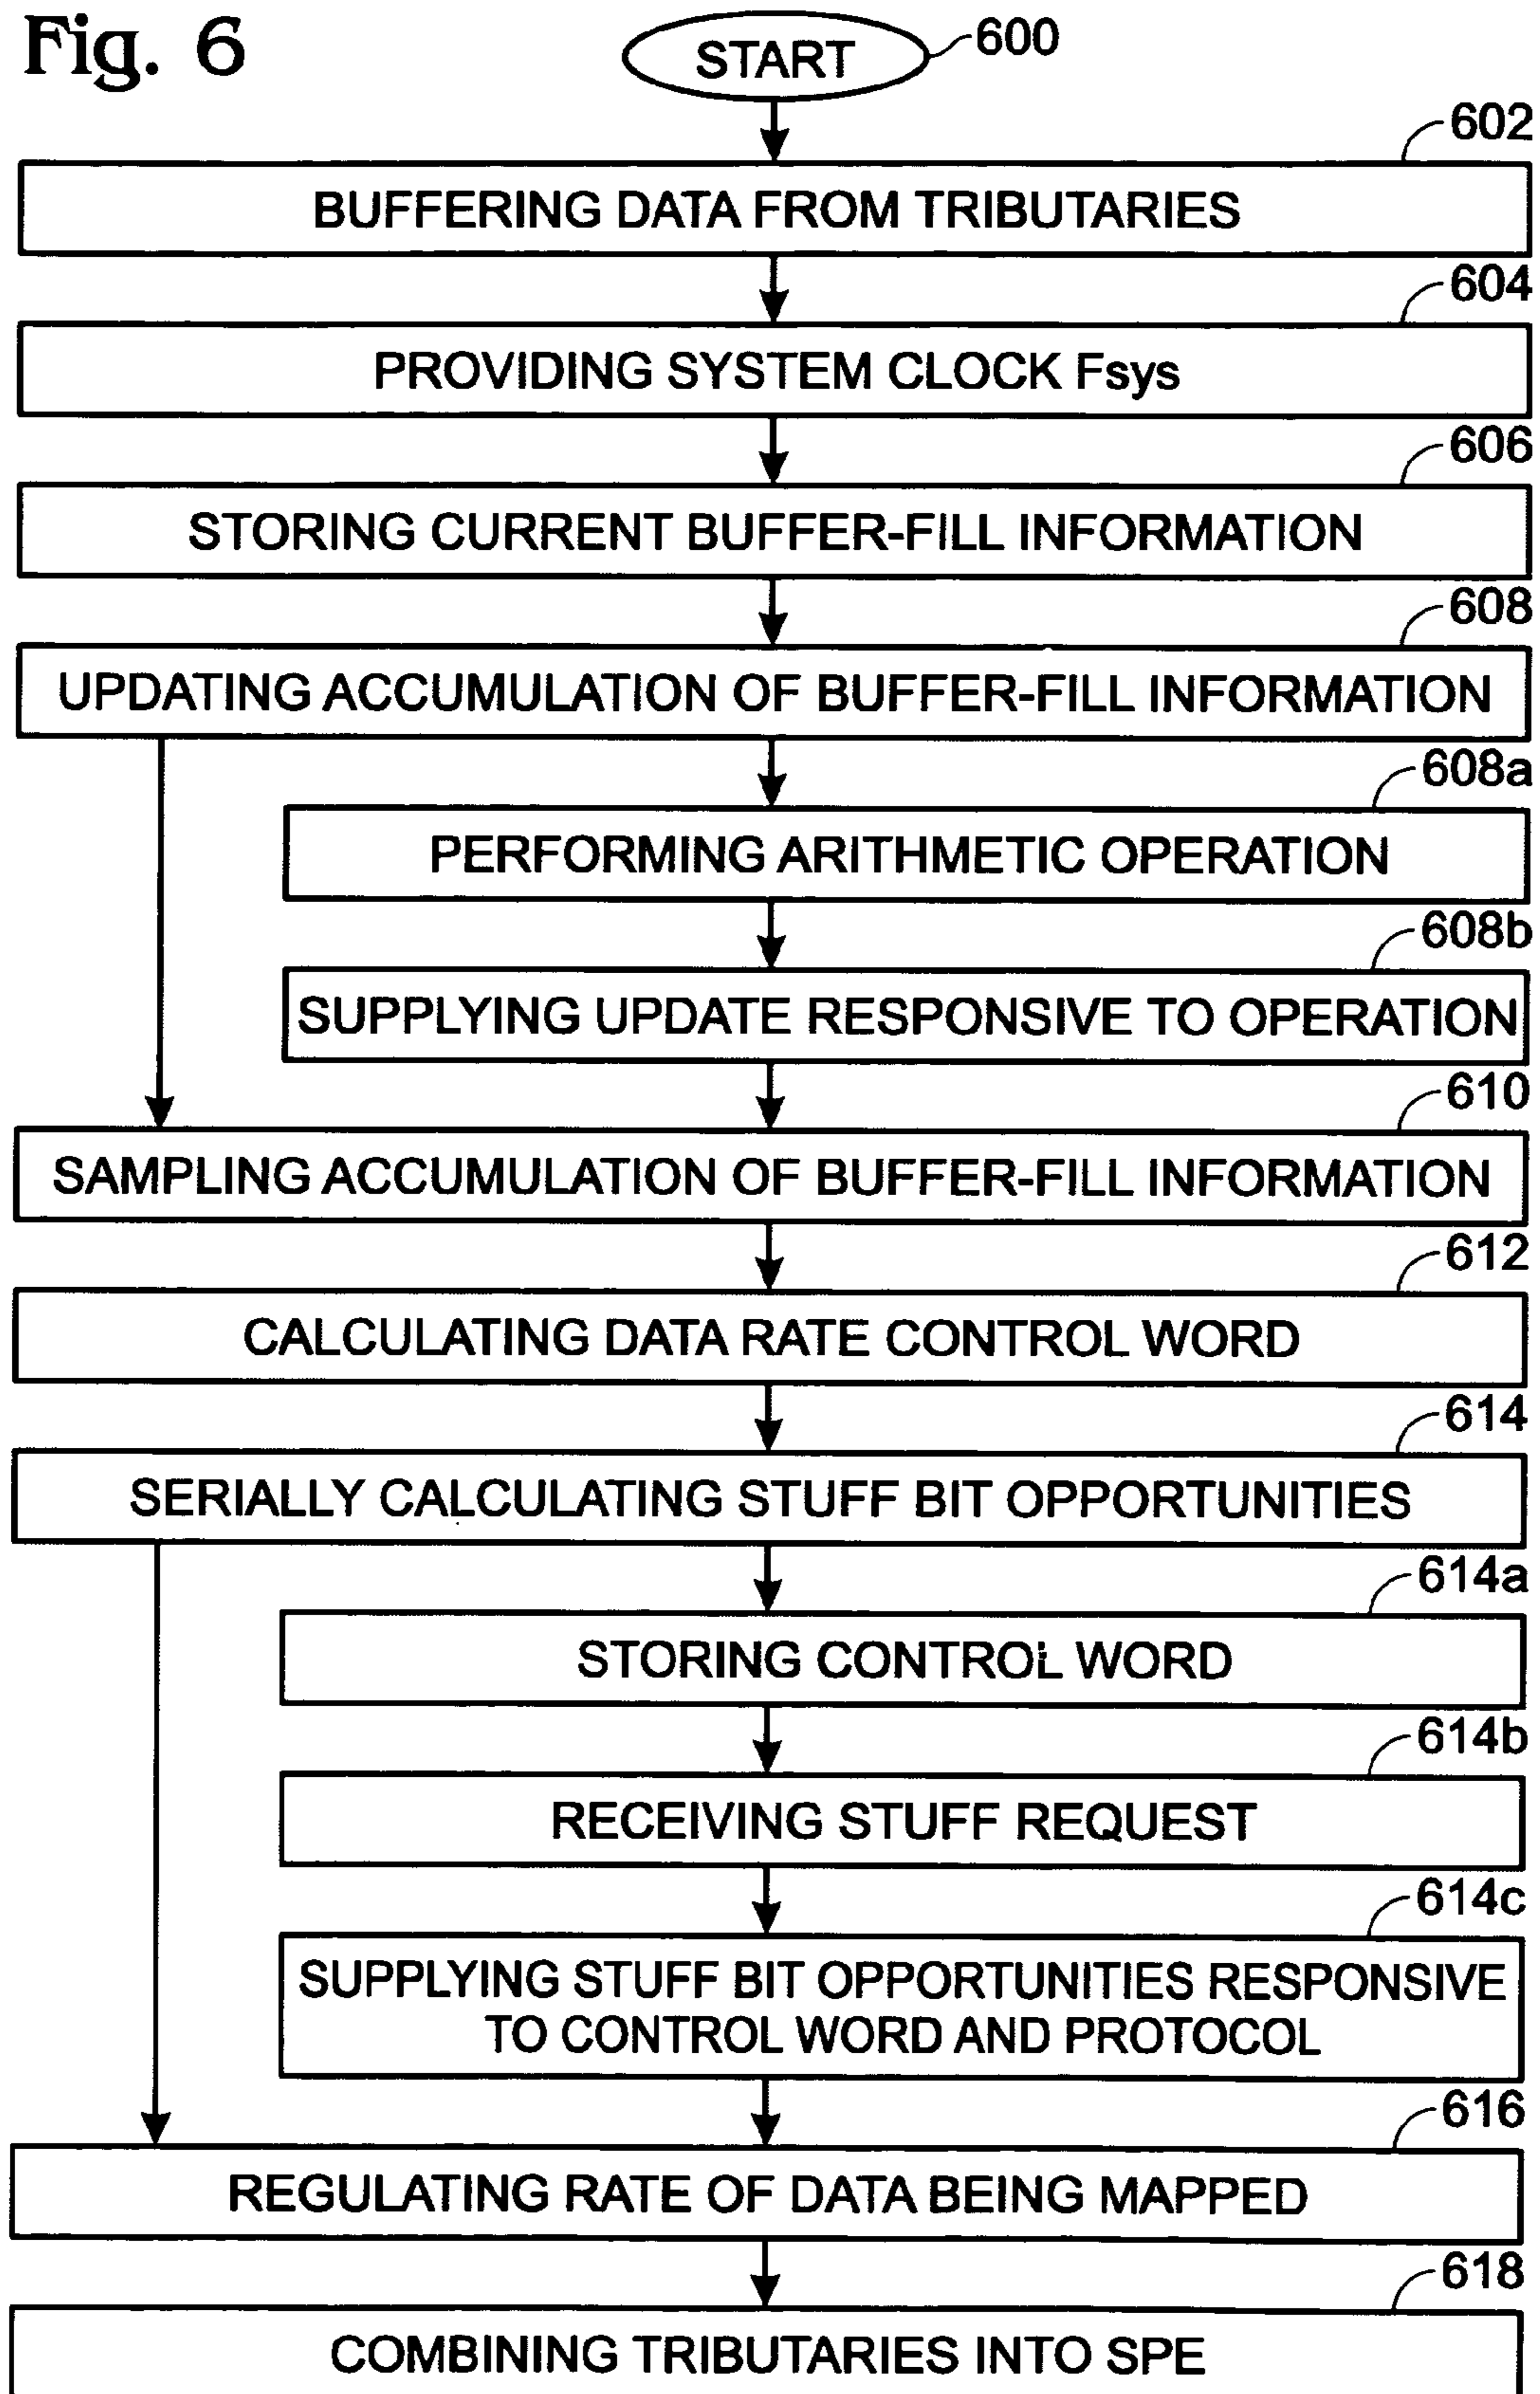 Fig. 6
START
600
602
BUFFERING DATA FROM TRIBUTARIES
604
PROVIDING SYSTEM CLOCK Fsys
606
STORING CURRENT BUFFER-FILL INFORMATION
608
UPDATING ACCUMULATION OF BUFFER-FILL INFORMATION
608a
PERFORMING ARITHMETIC OPERATION
608b
SUPPLYING UPDATE RESPONSIVE TO OPERATION
610
SAMPLING ACCUMULATION OF BUFFER-FILL INFORMATION
612
CALCULATING DATA RATE CONTROL WORD
614
SERIALLY CALCULATING STUFF BIT OPPORTUNITIES
614a
STORING CONTROL WORD
614b
RECEIVING STUFF REQUEST
614c
SUPPLYING STUFF BIT OPPORTUNITIES RESPONSIVE
TO CONTROL WORD AND PROTOCOL
616
REGULATING RATE OF DATA BEING MAPPED
618
COMBINING TRIBUTARIES INTO SPE